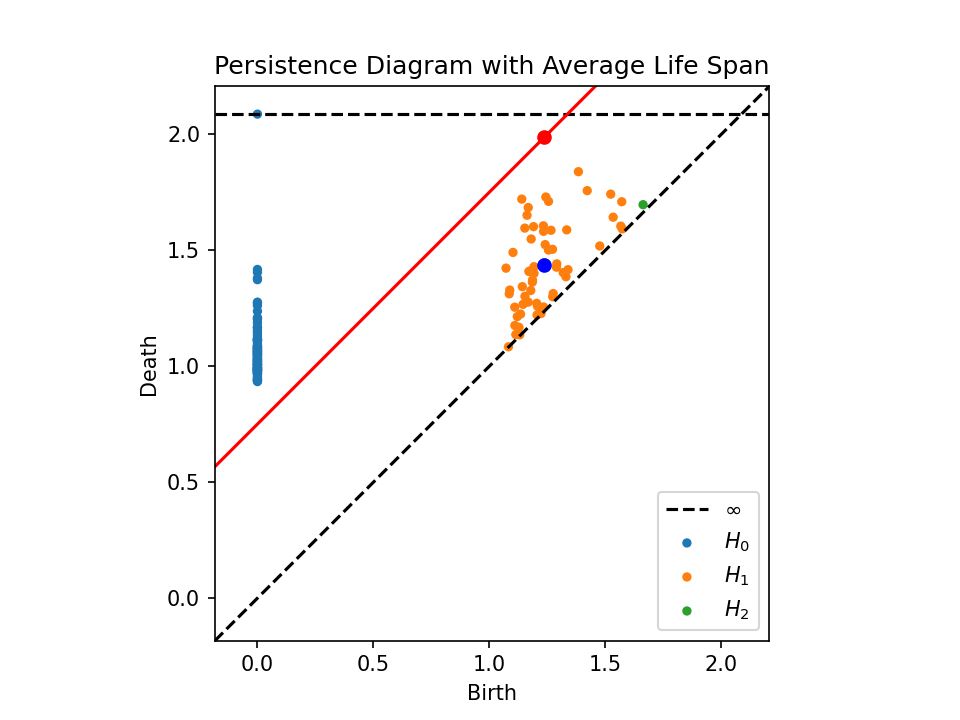 Persistence Diagram with Average Life Span
Death
2.0
1.5
1.0
0.5
0.0
∞
H₀
H₁
H₂
0.0 0.5 1.0 1.5 2.0
Birth